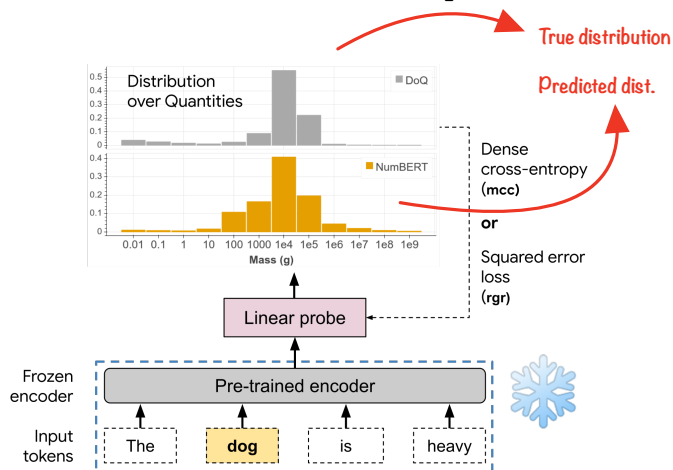 True distribution
Predicted dist.
Distribution
over Quantities
DoQ
0.5
0.4
0.3
0.2
0.1
0
NumBERT
0.4
0.3
0.2
0.1
0
0.01 0.1 1 10 100 1000 1e4 1e5 1e6 1e7 1e8 1e9
Mass (g)
Dense
cross-entropy
(mcc)
or
Squared error
loss
(rgr)
Linear probe
Frozen
encoder
Pre-trained encoder
Input
tokens
The dog is heavy